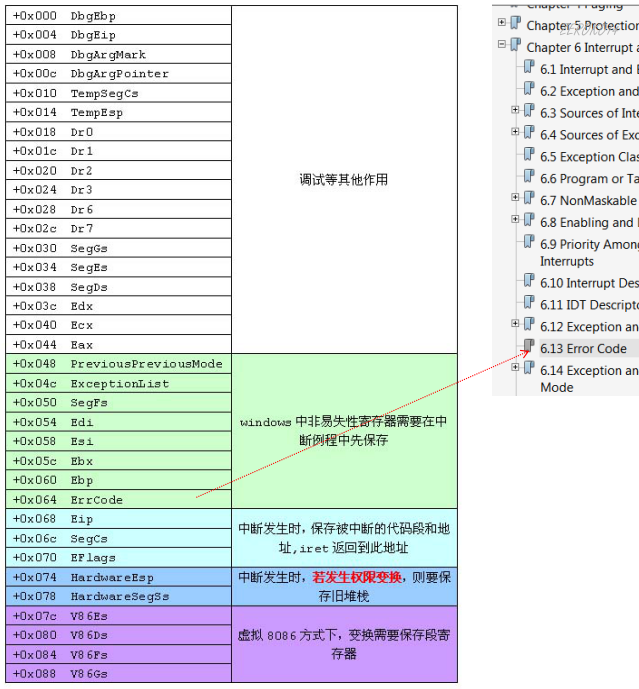 +0x000 DbgEbp
+0x004 DbgEip
+0x008 DbgArgMark
+0x00c DbgArgPointer
+0x010 TempSegCs
+0x014 TempEsp
+0x018 Dr0
+0x01c Dr1
+0x020 Dr2
+0x024 Dr3
+0x028 Dr6
+0x02c Dr7
+0x030 SegGs
+0x034 SegEs
+0x038 SegDs
+0x03c Edx
+0x040 Ecx
+0x044 Eax
调试等其他作用
+0x048 PreviousPreviousMode
+0x04c ExceptionList
+0x050 SegFs
+0x054 Edi
+0x058 Esi
+0x05c Ebx
+0x060 Ebp
+0x064 ErrCode
windows 中非易失性寄存器需要在中
断例程中先保存
+0x068 Eip
+0x06c SegCs
+0x070 EFlags
中断发生时，保存被中断的代码段和地
址,iret 返回到此地址
+0x074 HardwareEsp
+0x078 HardwareSegSs
中断发生时，若发生权限变换，则要保
存旧堆栈
+0x07c V86Es
+0x080 V86Ds
+0x084 V86Fs
+0x088 V86Gs
虚拟 8086 方式下，变换需要保存段寄
存器
Chapter 5 Protection
Chapter 6 Interrupt a
6.1 Interrupt and E
6.2 Exception and
6.3 Sources of Inte
6.4 Sources of Exc
6.5 Exception Clas
6.6 Program or Ta
6.7 NonMaskable
6.8 Enabling and
6.9 Priority Among
Interrupts
6.10 Interrupt Des
6.11 IDT Descripto
6.12 Exception an
6.13 Error Code
6.14 Exception an
Mode